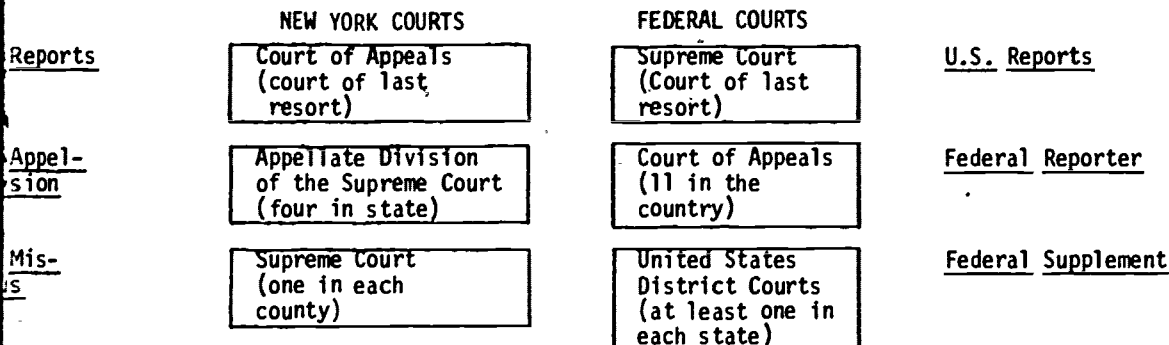 NEW YORK COURTS
FEDERAL COURTS
Reports
Court of Appeals
(court of last
resort)
Supreme Court
(Court of last
resort)
U.S. Reports
Appel-
sion
Appellate Division
of the Supreme Court
(four in state)
Court of Appeals
(11 in the
country)
Federal Reporter
Mis-
us
Supreme Court
(one in each
county)
United States
District Courts
(at least one in
each state)
Federal Supplement